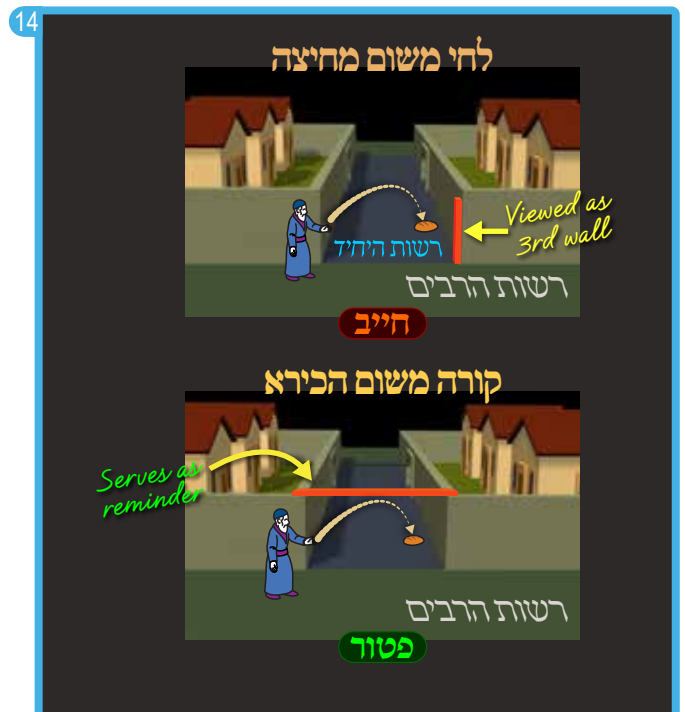 14
לחי משום מחיצה
Viewed as
3rd wall
רשות היחיד
רשות הרבים
חייב
קורה משום הכירא
Serves as
reminder
רשות הרבים
פטור